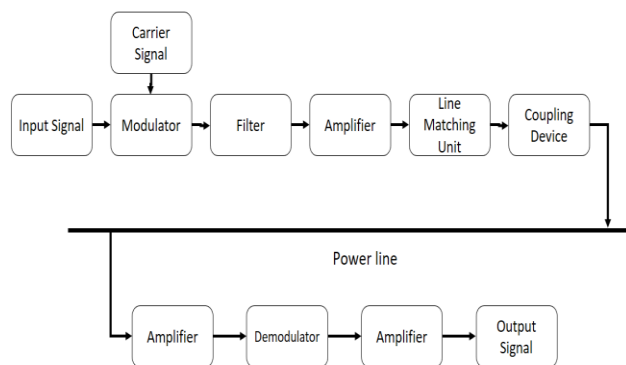 Carrier
Signal
Input Signal
Modulator
Filter
Amplifier
Line
Matching
Unit
Coupling
Device
Power line
Amplifier
Demodulator
Amplifier
Output
Signal